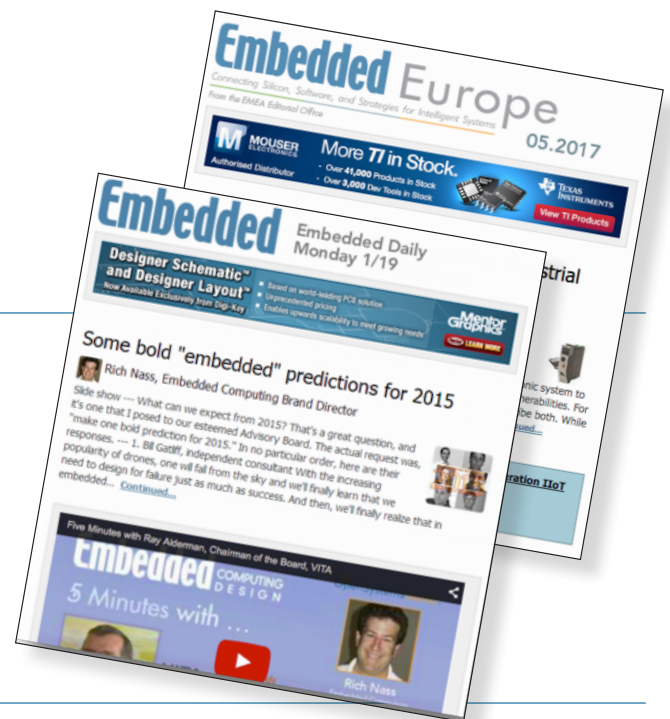 Embedded Europe
Connecting Silicon, Software, and Strategies for Intelligent Systems
From the EMEA Editorial Office
05.2017
MOUSER
ELECTRONICS
Authorised Distributor
More TI in Stock.
· Over 41,000 Products in Stock
· Over 3,000 Dev Tools in Stock
TEXAS
INSTRUMENTS
View TI Products
strial
onic system to
nerabilities. For
be both. While
ued...
ration IIoT
Embedded
Embedded Daily
Monday 1/19
Designer Schematic™
and Designer Layout™
Now Available Exclusively from Digi-Key
Based on world-leading PCB solution
Unprecedented pricing
Enables upwards scalability to meet growing needs
Mentor
Graphics
LEARN MORE
Some bold "embedded" predictions for 2015
Rich Nass, Embedded Computing Brand Director
Slide show --- What can we expect from 2015? That's a great question, and
it's one that I posed to our esteemed Advisory Board. The actual request was,
"make one bold prediction for 2015." In no particular order, here are their
responses. --- 1. Bill Gatliff, independent consultant With the increasing
popularity of drones, one will fall from the sky and we'll finally learn that we
need to design for failure just as much as success. And then, we'll finally realize that in
embedded... Continued...
Five Minutes with Ray Alderman, Chairman of the Board, VITA
Embedded COMPUTING
DESIGN
5 Minutes with ...
Rich Nass